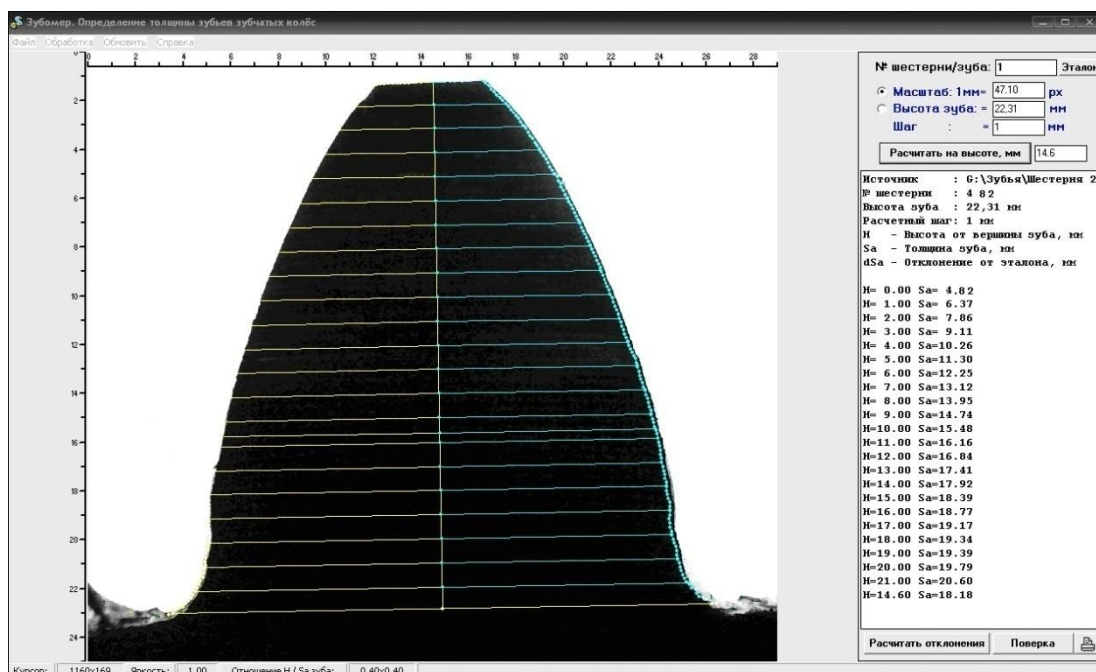 Зубомер. Определение толщины зубьев зубчатых колёс
Файл Обработка Обновить Справка
0 2 4 6 8 10 12 14 16 18 20 22 24 26 28
0
2
4
6
8
10
12
14
16
18
20
22
24
№ шестерни/зуба: 1 Эталон
Масштаб: 1мм= 47.10 px
Высота зуба: = 22,31 мм
Шаг : = 1 мм
Расчитать на высоте, мм 14.6
Источник : G:\Зубья\Шестерня 2
№ шестерни : 4 82
Высота зуба : 22,31 мм
Расчетный шаг: 1 мм
H - Высота от вершины зуба, мм
Sa - Толщина зуба, мм
dSa - Отклонение от эталона, мм
H= 0.00 Sa= 4.82
H= 1.00 Sa= 6.37
H= 2.00 Sa= 7.86
H= 3.00 Sa= 9.11
H= 4.00 Sa=10.26
H= 5.00 Sa=11.30
H= 6.00 Sa=12.25
H= 7.00 Sa=13.12
H= 8.00 Sa=13.95
H= 9.00 Sa=14.74
H=10.00 Sa=15.48
H=11.00 Sa=16.16
H=12.00 Sa=16.84
H=13.00 Sa=17.41
H=14.00 Sa=17.92
H=15.00 Sa=18.39
H=16.00 Sa=18.77
H=17.00 Sa=19.17
H=18.00 Sa=19.34
H=19.00 Sa=19.39
H=20.00 Sa=19.79
H=21.00 Sa=20.60
H=14.60 Sa=18.18
Расчитать отклонения Поверка
Курсор: 1160x169 Яркость: 1.00 Отношение H / Sa зуба: 0.40x0.40